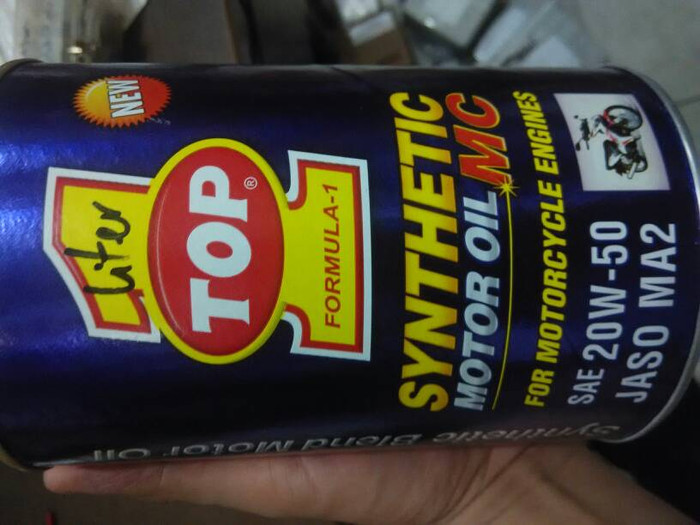 NEW
Liter
TOP®
FORMULA-1
SYNTHETIC
MOTOR OIL MC
FOR MOTORCYCLE ENGINES
SAE 20W-50
JASO MA2
Synthetic Blend Motor Oil